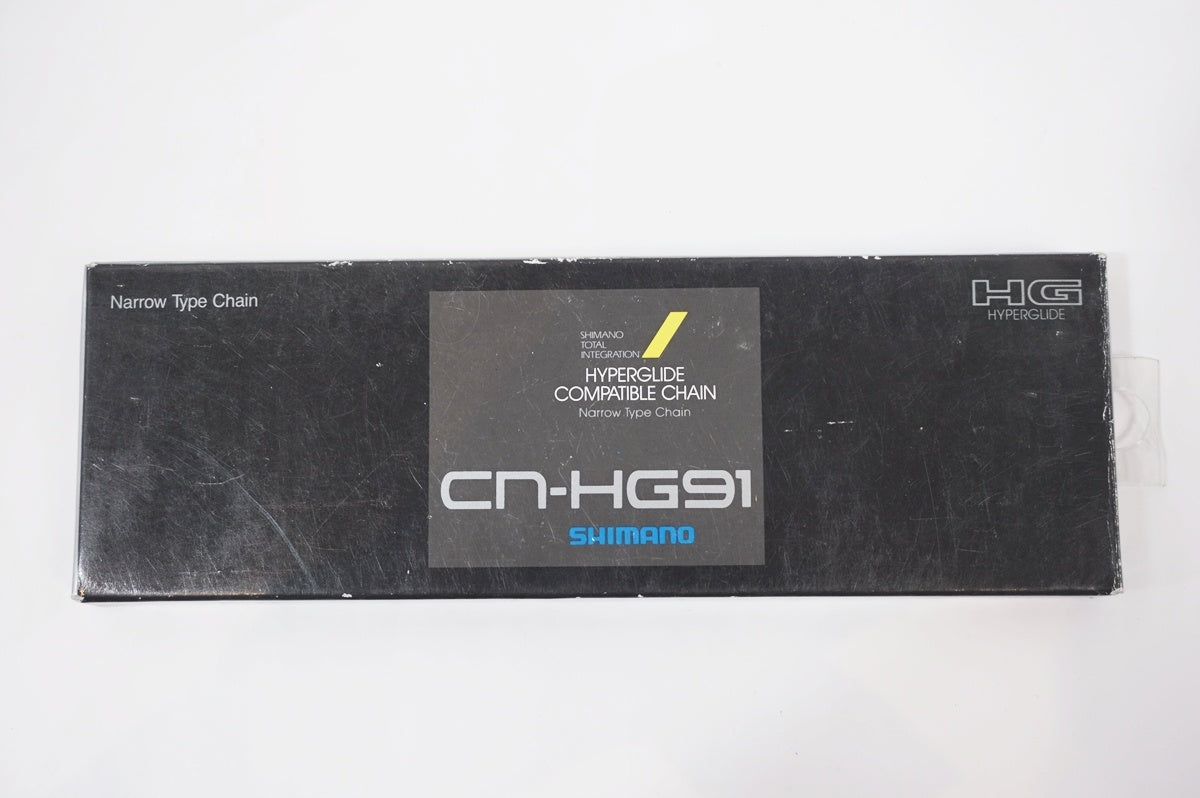 Narrow Type Chain
HG
HYPERGLIDE
SHIMANO
TOTAL
INTEGRATION
HYPERGLIDE
COMPATIBLE CHAIN
Narrow Type Chain
CN-HG91
SHIMANO